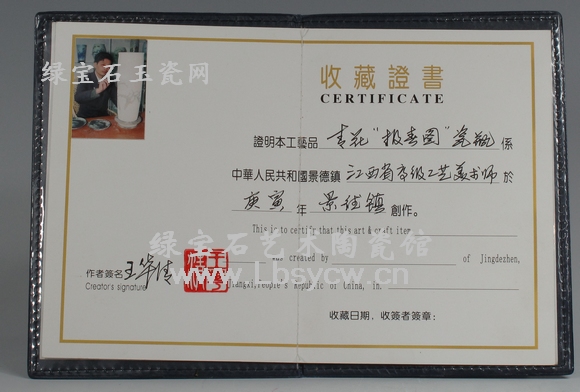 绿宝石玉瓷网
收藏證書
CERTIFICATE
證明本工藝品 青花"报春图"瓷瓶 係
中華人民共和國景德鎮 江西省高级工艺美术师 於
庚寅 年 景德镇 創作。
This is to certify that this art & craft item
绿宝石艺术陶瓷馆
was created by of Jingdezhen,
www.lbsycw.cn
Jiangxi,People's Republic of China, in.
作者簽名
Creator's signature
收藏日期、收簽者簽章: